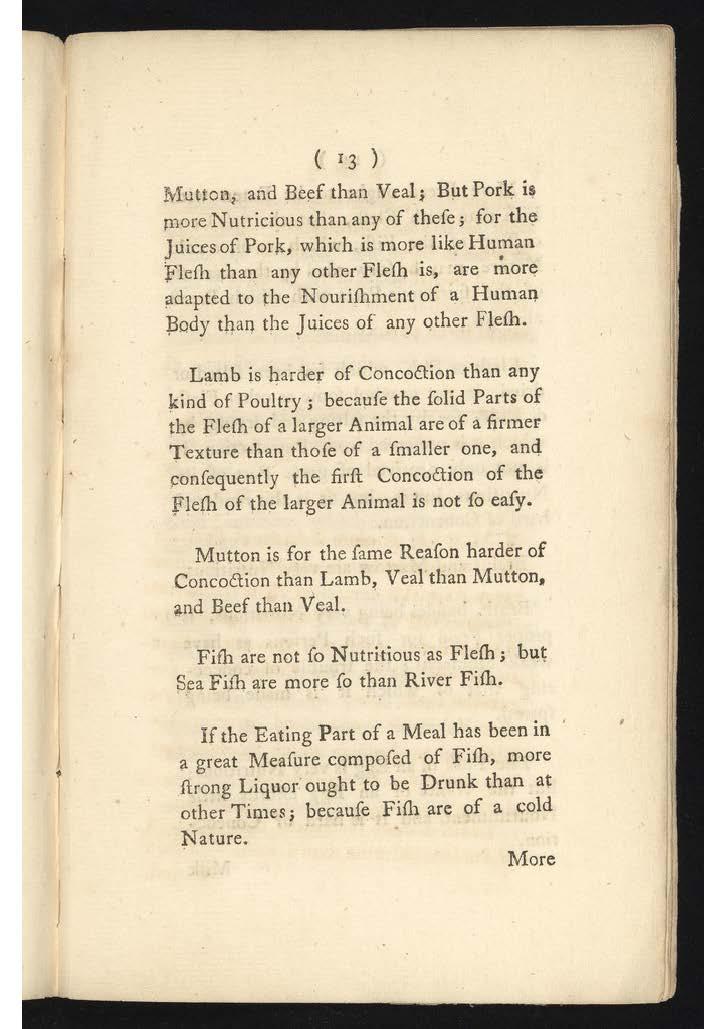 ( 13 )
Mutton, and Beef than Veal; But Pork is
more Nutricious than any of theſe; for the
Juices of Pork, which is more like Human
Fleſh than any other Fleſh is, are more
adapted to the Nouriſhment of a Human
Body than the Juices of any other Fleſh.
Lamb is harder of Concoction than any
kind of Poultry; becauſe the ſolid Parts of
the Fleſh of a larger Animal are of a firmer
Texture than thoſe of a ſmaller one, and
conſequently the firſt Concoction of the
Fleſh of the larger Animal is not ſo eaſy.
Mutton is for the ſame Reaſon harder of
Concoction than Lamb, Veal than Mutton,
and Beef than Veal.
Fiſh are not ſo Nutritious as Fleſh; but
Sea Fiſh are more ſo than River Fiſh.
If the Eating Part of a Meal has been in
a great Meaſure compoſed of Fiſh, more
ſtrong Liquor ought to be Drunk than at
other Times; becauſe Fiſh are of a cold
Nature.
More